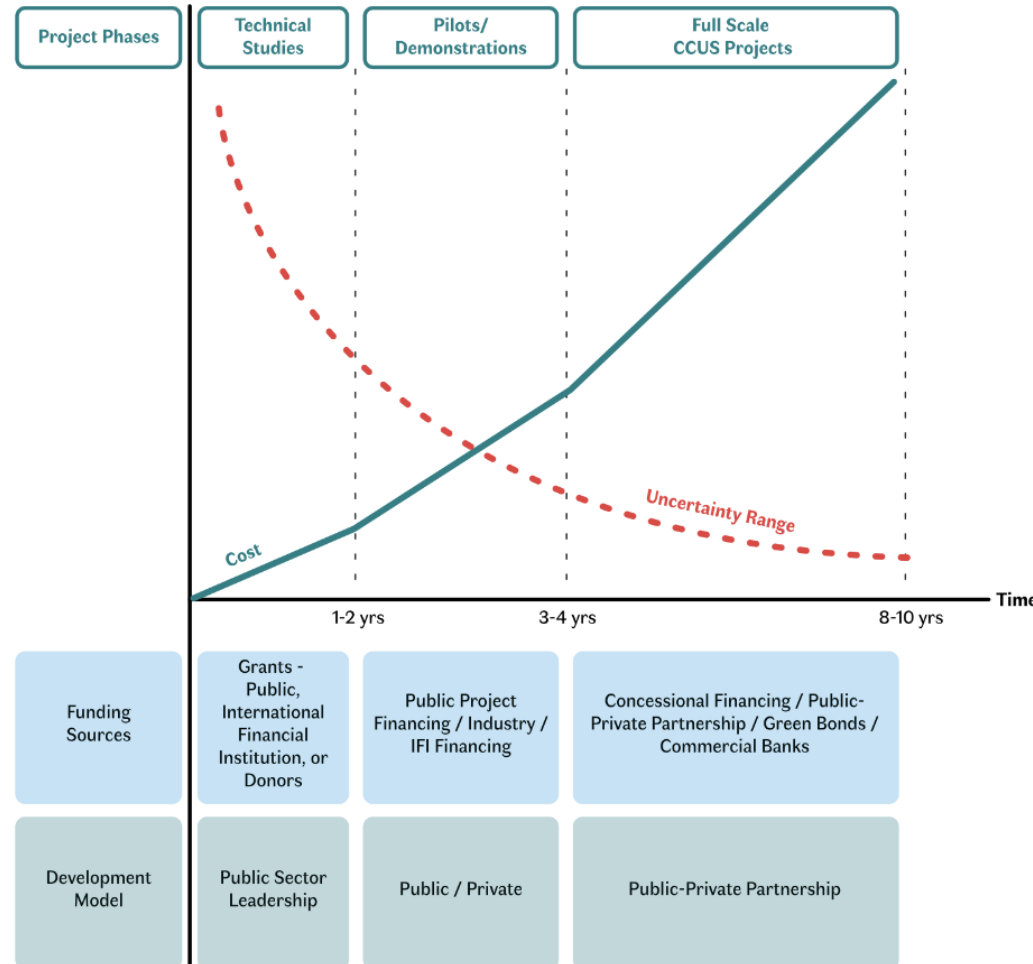 Project Phases
Technical
Studies
Pilots/
Demonstrations
Full Scale
CCUS Projects
Uncertainty Range
Cost
Time
1-2 yrs
3-4 yrs
8-10 yrs
Funding
Sources
Grants -
Public,
International
Financial
Institution, or
Donors
Public Project
Financing / Industry /
IFI Financing
Concessional Financing / Public-
Private Partnership / Green Bonds /
Commercial Banks
Development
Model
Public Sector
Leadership
Public / Private
Public-Private Partnership